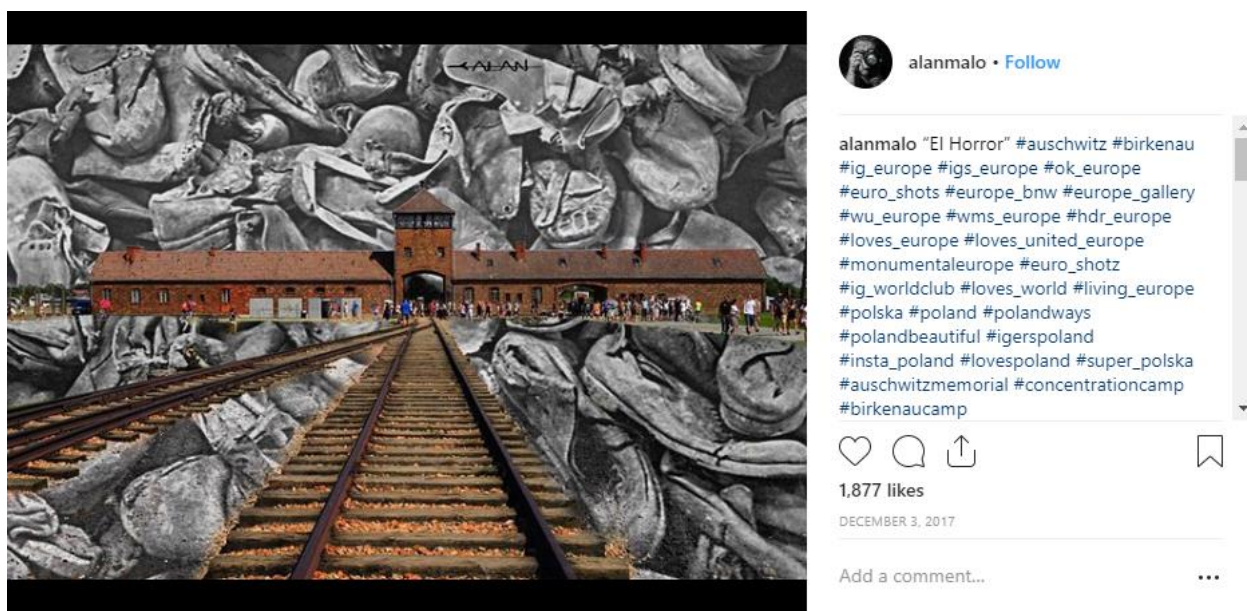 ALAN
alanmalo • Follow
alanmalo "El Horror" #auschwitz #birkenau
#ig_europe #igs_europe #ok_europe
#euro_shots #europe_bnw #europe_gallery
#wu_europe #wms_europe #hdr_europe
#loves_europe #loves_united_europe
#monumentaleurope #euro_shotz
#ig_worldclub #loves_world #living_europe
#polska #poland #polandways
#polandbeautiful #igerspoland
#insta_poland #lovespoland #super_polska
#auschwitzmemorial #concentrationcamp
#birkenaucamp
1,877 likes
DECEMBER 3, 2017
Add a comment...